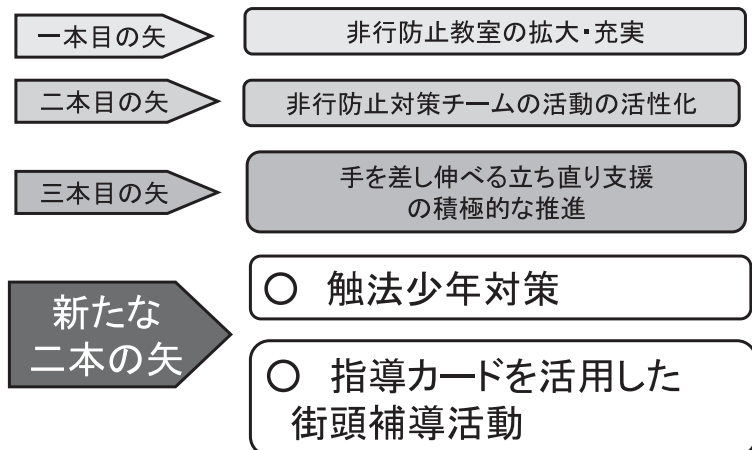 一本目の矢
非行防止教室の拡大・充実
二本目の矢
非行防止対策チームの活動の活性化
三本目の矢
手を差し伸べる立ち直り支援
の積極的な推進
新たな
二本の矢
○ 触法少年対策
○ 指導カードを活用した
街頭補導活動